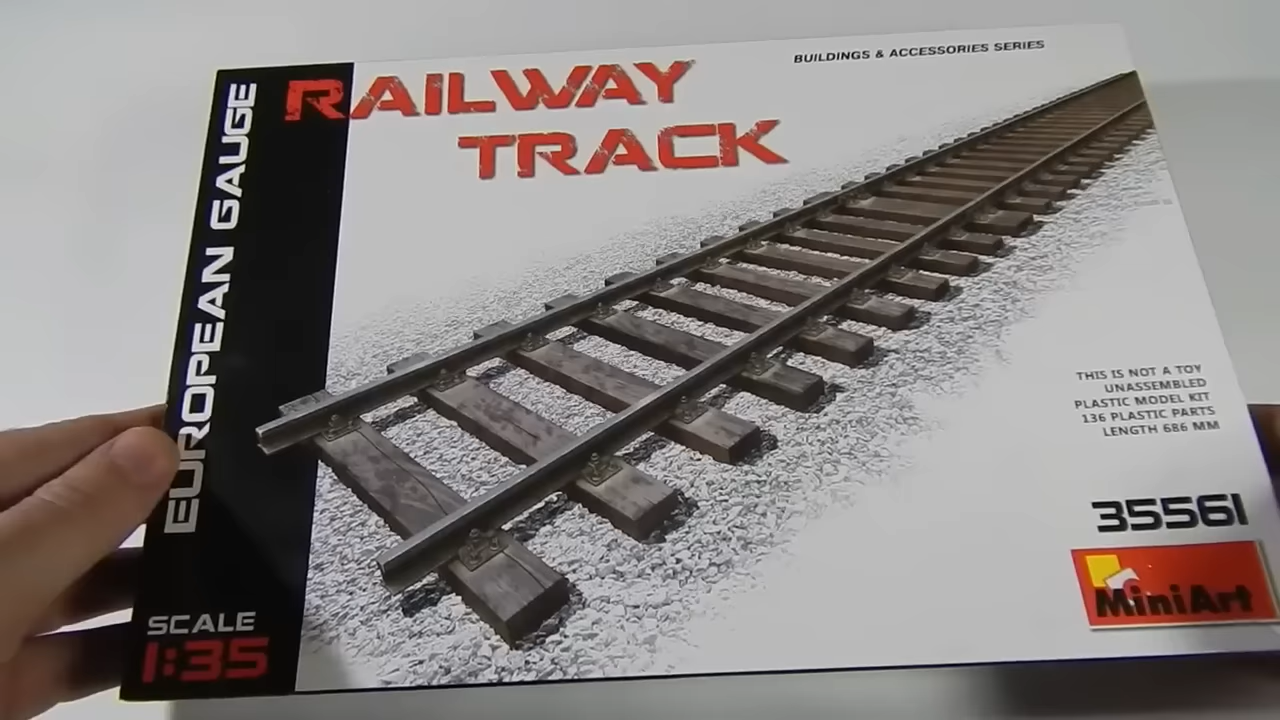 BUILDINGS & ACCESSORIES SERIES
RAILWAY
TRACK
EUROPEAN GAUGE
THIS IS NOT A TOY
UNASSEMBLED
PLASTIC MODEL KIT
136 PLASTIC PARTS
LENGTH 686 MM
35561
MiniArt
SCALE
1:35